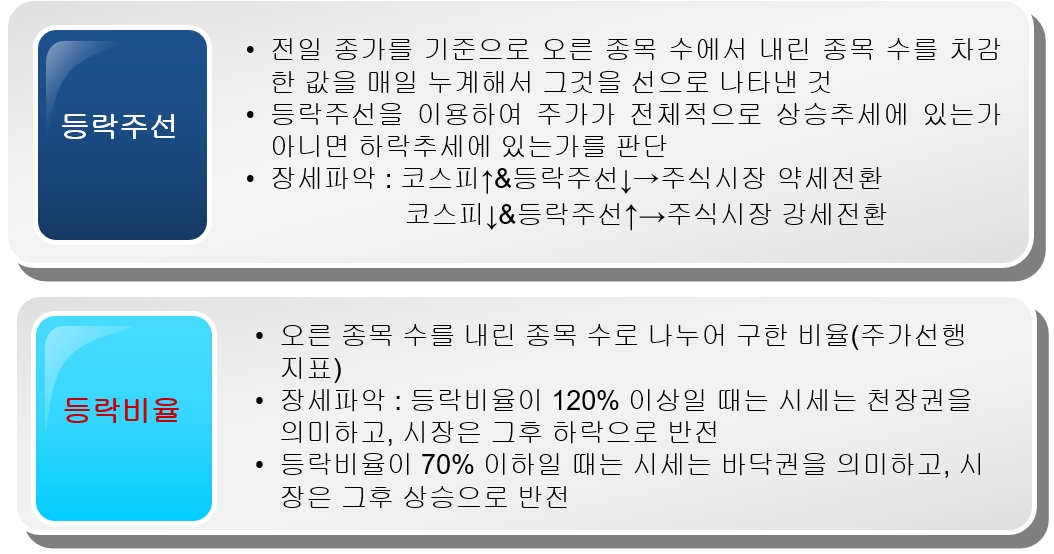 등락주선
• 전일 종가를 기준으로 오른 종목 수에서 내린 종목 수를 차감
한 값을 매일 누계해서 그것을 선으로 나타낸 것
• 등락주선을 이용하여 주가가 전체적으로 상승추세에 있는가
아니면 하락추세에 있는가를 판단
• 장세파악 : 코스피↑&등락주선↓→주식시장 약세전환
코스피↓&등락주선↑→주식시장 강세전환
등락비율
• 오른 종목 수를 내린 종목 수로 나누어 구한 비율(주가선행
지표)
• 장세파악 : 등락비율이 120% 이상일 때는 시세는 천장권을
의미하고, 시장은 그후 하락으로 반전
• 등락비율이 70% 이하일 때는 시세는 바닥권을 의미하고, 시
장은 그후 상승으로 반전